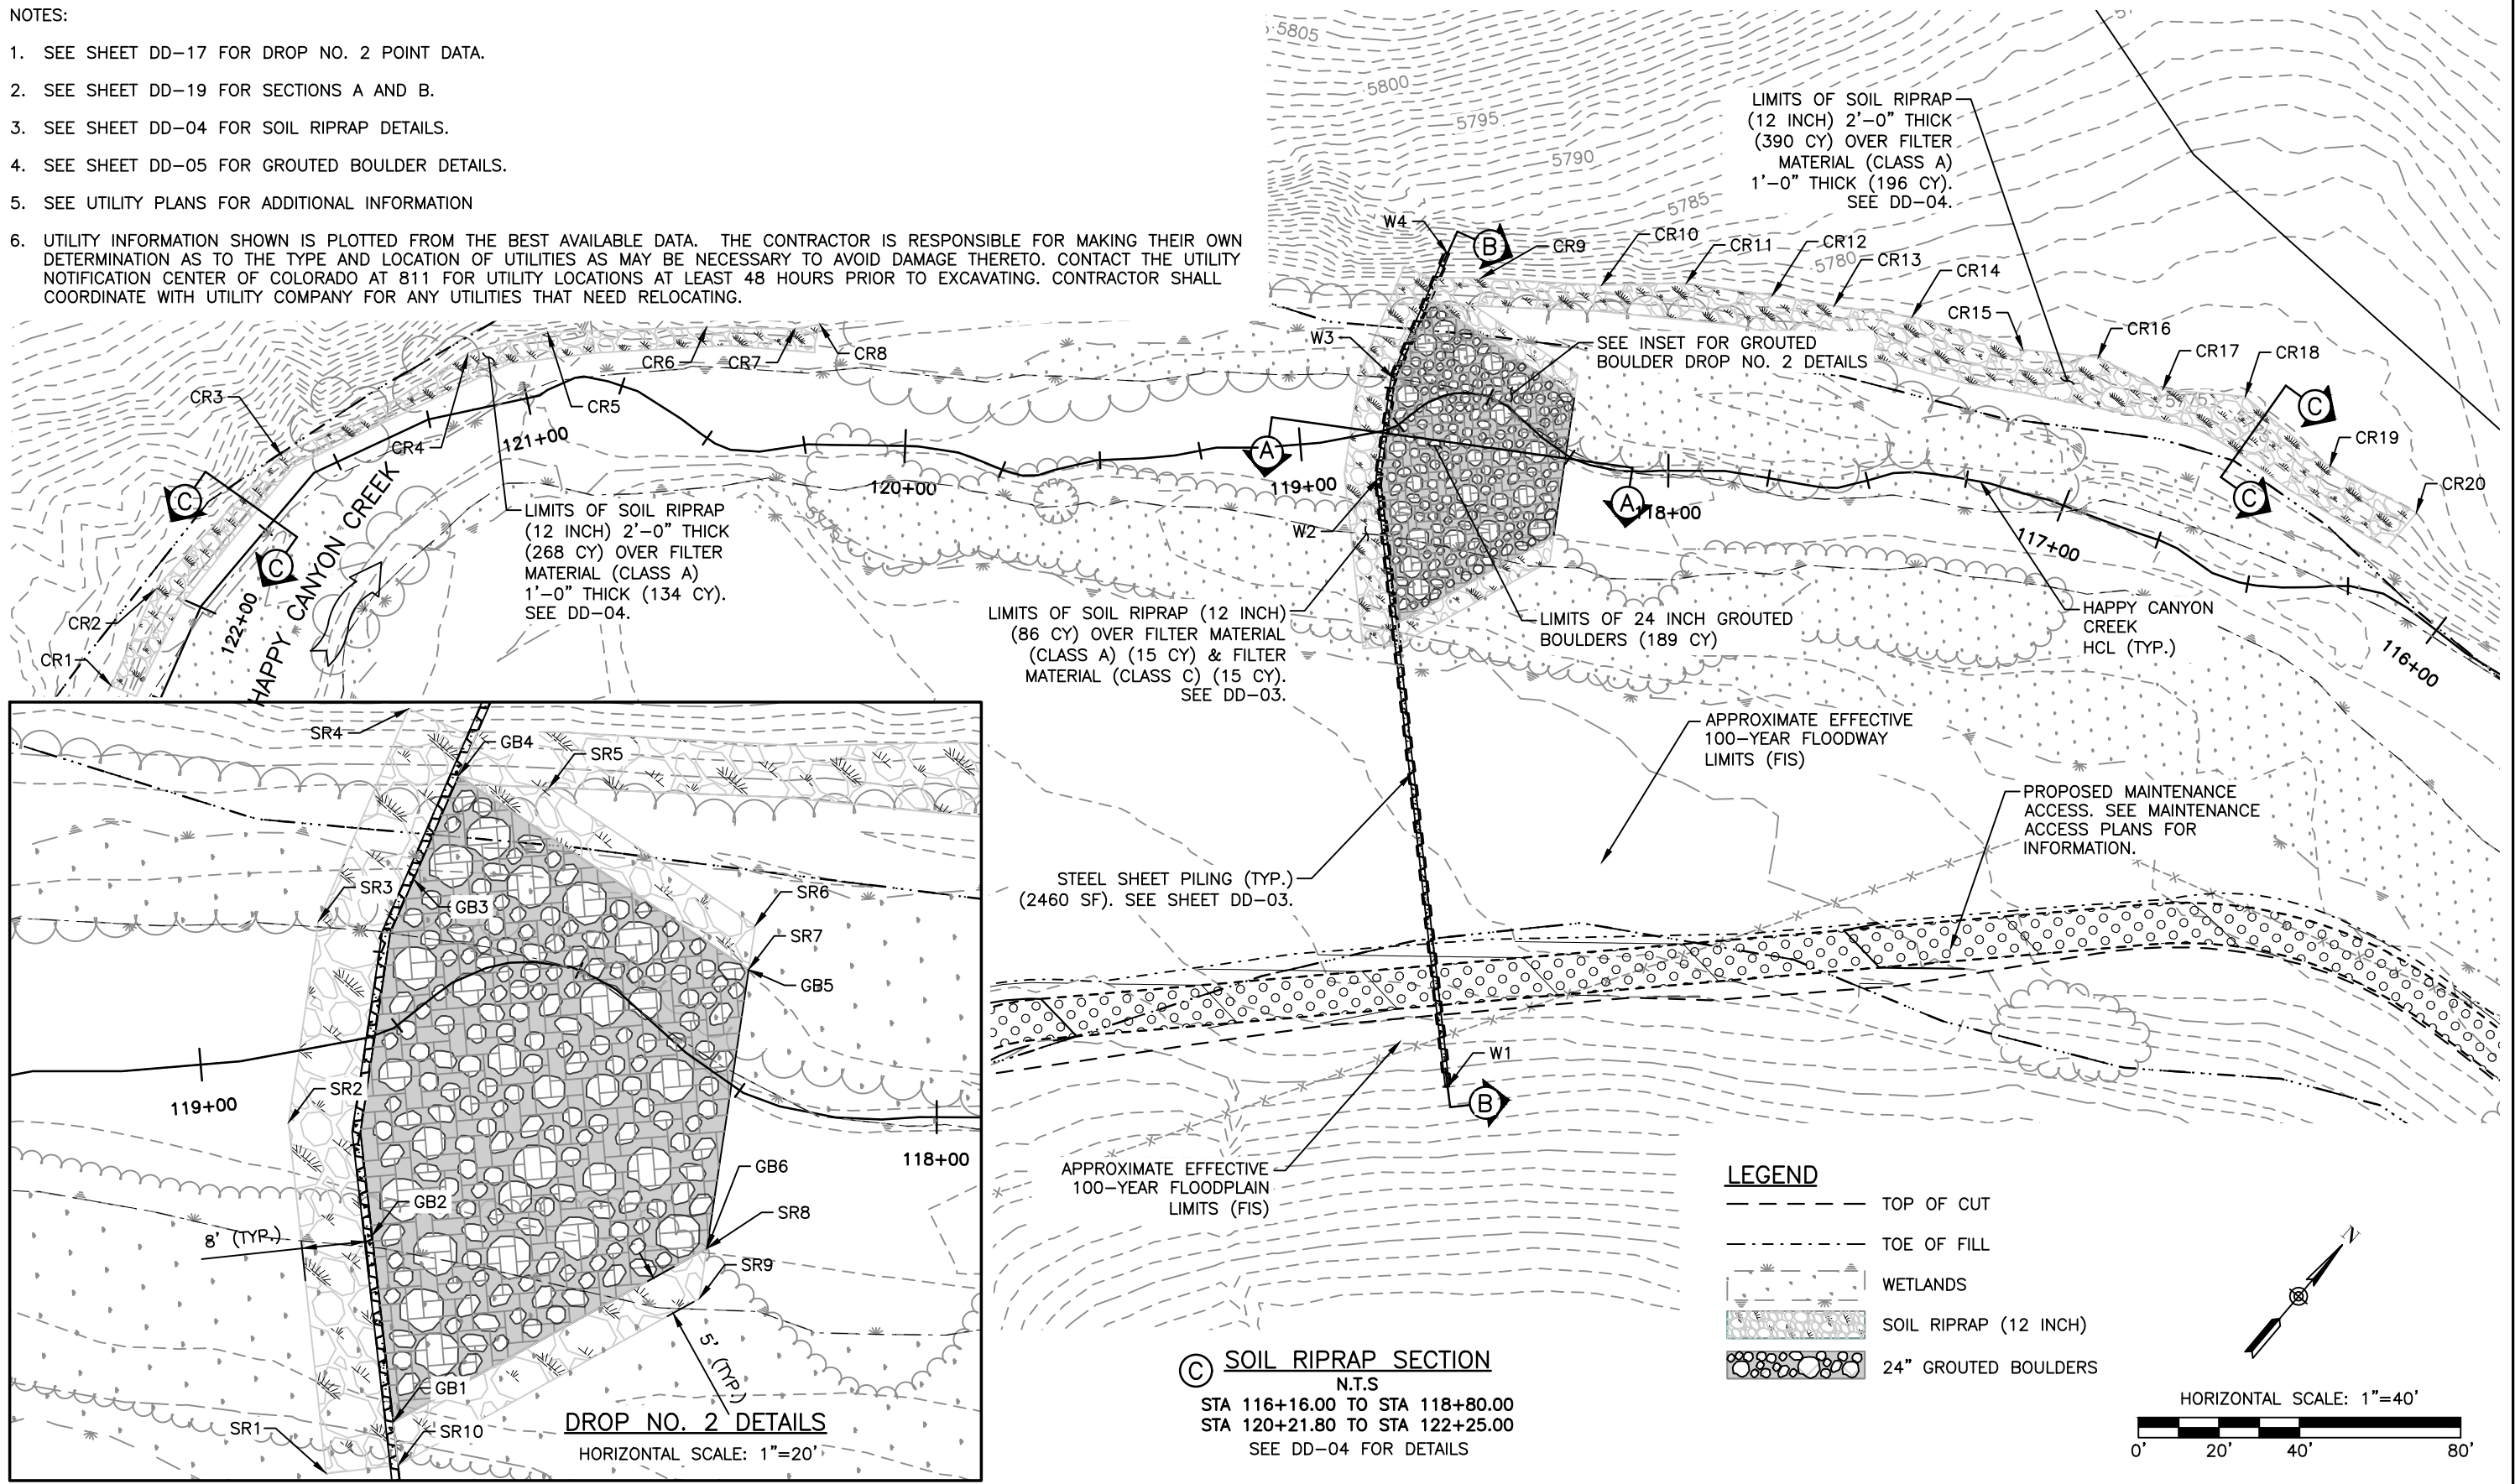 NOTES:
1. SEE SHEET DD-17 FOR DROP NO. 2 POINT DATA.
2. SEE SHEET DD-19 FOR SECTIONS A AND B.
3. SEE SHEET DD-04 FOR SOIL RIPRAP DETAILS.
4. SEE SHEET DD-05 FOR GROUTED BOULDER DETAILS.
5. SEE UTILITY PLANS FOR ADDITIONAL INFORMATION
6. UTILITY INFORMATION SHOWN IS PLOTTED FROM THE BEST AVAILABLE DATA. THE CONTRACTOR IS RESPONSIBLE FOR MAKING THEIR OWN
DETERMINATION AS TO THE TYPE AND LOCATION OF UTILITIES AS MAY BE NECESSARY TO AVOID DAMAGE THERETO. CONTACT THE UTILITY
NOTIFICATION CENTER OF COLORADO AT 811 FOR UTILITY LOCATIONS AT LEAST 48 HOURS PRIOR TO EXCAVATING. CONTRACTOR SHALL
COORDINATE WITH UTILITY COMPANY FOR ANY UTILITIES THAT NEED RELOCATING.
5805
5800
5795
5790
5785
5780
5775
LIMITS OF SOIL RIPRAP
(12 INCH) 2'-0" THICK
(390 CY) OVER FILTER
MATERIAL (CLASS A)
1'-0" THICK (196 CY).
SEE DD-04.
W4
B
CR9
CR10
CR11
CR12
CR13
CR14
CR15
CR16
CR17
CR18
C
CR19
CR20
C
W3
SEE INSET FOR GROUTED
BOULDER DROP NO. 2 DETAILS
CR3
CR4
CR5
CR6
CR7
CR8
C
C
CR2
CR1
122+00
HAPPY CANYON CREEK
121+00
120+00
119+00
118+00
117+00
116+00
A
A
W2
LIMITS OF SOIL RIPRAP
(12 INCH) 2'-0" THICK
(268 CY) OVER FILTER
MATERIAL (CLASS A)
1'-0" THICK (134 CY).
SEE DD-04.
LIMITS OF SOIL RIPRAP (12 INCH)
(86 CY) OVER FILTER MATERIAL
(CLASS A) (15 CY) & FILTER
MATERIAL (CLASS C) (15 CY).
SEE DD-03.
LIMITS OF 24 INCH GROUTED
BOULDERS (189 CY)
HAPPY CANYON
CREEK
HCL (TYP.)
APPROXIMATE EFFECTIVE
100-YEAR FLOODWAY
LIMITS (FIS)
PROPOSED MAINTENANCE
ACCESS. SEE MAINTENANCE
ACCESS PLANS FOR
INFORMATION.
STEEL SHEET PILING (TYP.)
(2460 SF). SEE SHEET DD-03.
W1
B
APPROXIMATE EFFECTIVE
100-YEAR FLOODPLAIN
LIMITS (FIS)
SR4
GB4
SR5
SR3
GB3
SR6
SR7
GB5
SR2
119+00
118+00
GB2
8' (TYP.)
GB6
SR8
SR9
5' (TYP.)
GB1
SR1
SR10
DROP NO. 2 DETAILS
HORIZONTAL SCALE: 1"=20'
C SOIL RIPRAP SECTION
N.T.S
STA 116+16.00 TO STA 118+80.00
STA 120+21.80 TO STA 122+25.00
SEE DD-04 FOR DETAILS
LEGEND
TOP OF CUT
TOE OF FILL
WETLANDS
SOIL RIPRAP (12 INCH)
24" GROUTED BOULDERS
N
HORIZONTAL SCALE: 1"=40'
0' 20' 40' 80'